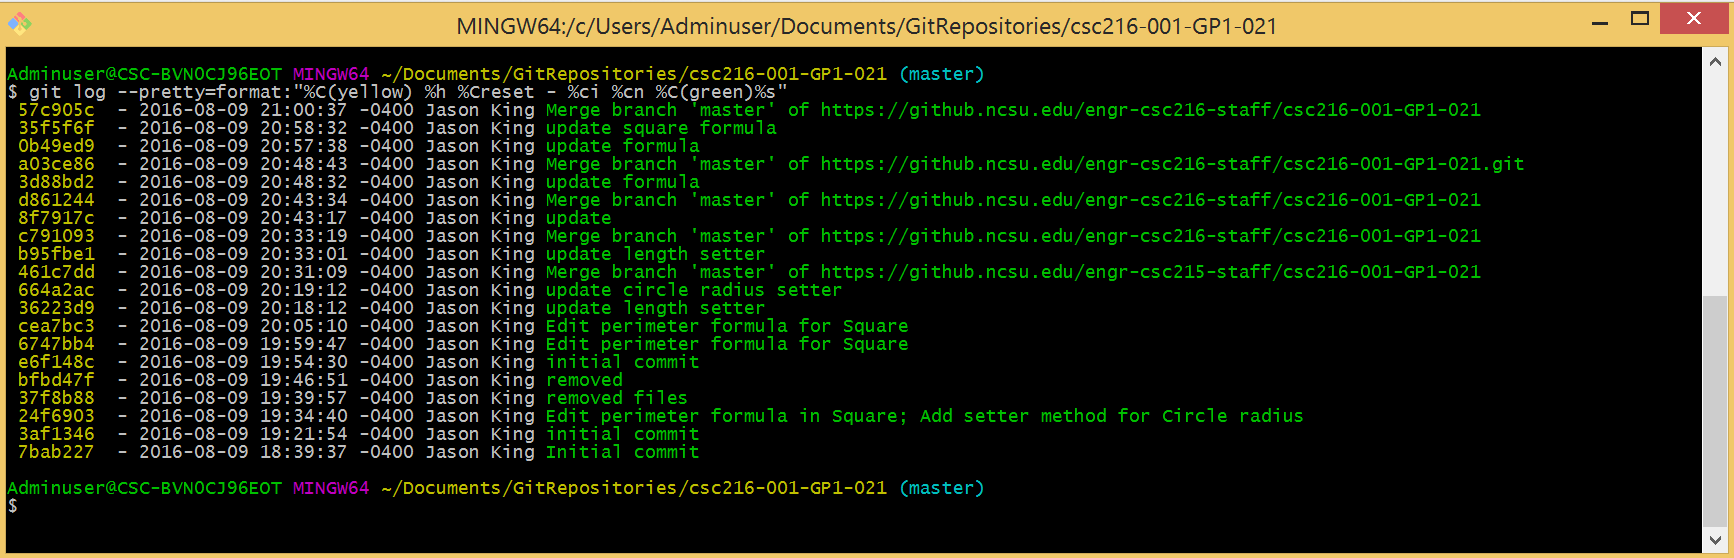 MINGW64:/c/Users/Adminuser/Documents/GitRepositories/csc216-001-GP1-021
Adminuser@CSC-BVN0CJ96EOT MINGW64 ~/Documents/GitRepositories/csc216-001-GP1-021 (master)
$ git log --pretty=format:"%C(yellow) %h %Creset - %ci %cn %C(green)%s"
57c905c - 2016-08-09 21:00:37 -0400 Jason King Merge branch 'master' of https://github.ncsu.edu/engr-csc216-staff/csc216-001-GP1-021
35f5f6f - 2016-08-09 20:58:32 -0400 Jason King update square formula
0b49ed9 - 2016-08-09 20:57:38 -0400 Jason King update formula
a03ce86 - 2016-08-09 20:48:43 -0400 Jason King Merge branch 'master' of https://github.ncsu.edu/engr-csc216-staff/csc216-001-GP1-021.git
3d88bd2 - 2016-08-09 20:48:32 -0400 Jason King update formula
d861244 - 2016-08-09 20:43:34 -0400 Jason King Merge branch 'master' of https://github.ncsu.edu/engr-csc216-staff/csc216-001-GP1-021
8f7917c - 2016-08-09 20:43:17 -0400 Jason King update
c791093 - 2016-08-09 20:33:19 -0400 Jason King Merge branch 'master' of https://github.ncsu.edu/engr-csc216-staff/csc216-001-GP1-021
b95fbe1 - 2016-08-09 20:33:01 -0400 Jason King update length setter
461c7dd - 2016-08-09 20:31:09 -0400 Jason King Merge branch 'master' of https://github.ncsu.edu/engr-csc215-staff/csc216-001-GP1-021
664a2ac - 2016-08-09 20:19:12 -0400 Jason King update circle radius setter
36223d9 - 2016-08-09 20:18:12 -0400 Jason King update length setter
cea7bc3 - 2016-08-09 20:05:10 -0400 Jason King Edit perimeter formula for Square
6747bb4 - 2016-08-09 19:59:47 -0400 Jason King Edit perimeter formula for Square
e6f148c - 2016-08-09 19:54:30 -0400 Jason King initial commit
bfbd47f - 2016-08-09 19:46:51 -0400 Jason King removed
37f8b88 - 2016-08-09 19:39:57 -0400 Jason King removed files
24f6903 - 2016-08-09 19:34:40 -0400 Jason King Edit perimeter formula in Square; Add setter method for Circle radius
3af1346 - 2016-08-09 19:21:54 -0400 Jason King initial commit
7bab227 - 2016-08-09 18:39:37 -0400 Jason King Initial commit
Adminuser@CSC-BVN0CJ96EOT MINGW64 ~/Documents/GitRepositories/csc216-001-GP1-021 (master)
$